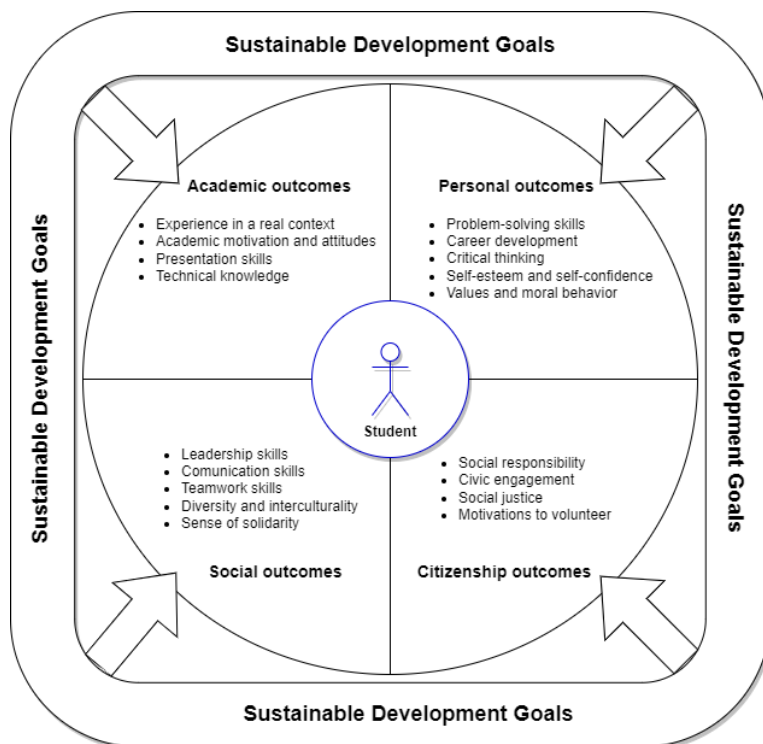 Sustainable Development Goals
Sustainable Development Goals
Academic outcomes
• Experience in a real context
• Academic motivation and attitudes
• Presentation skills
• Technical knowledge
Personal outcomes
• Problem-solving skills
• Career development
• Critical thinking
• Self-esteem and self-confidence
• Values and moral behavior
Sustainable Development Goals
Student
• Leadership skills
• Comunication skills
• Teamwork skills
• Diversity and interculturality
• Sense of solidarity
Social outcomes
• Social responsibility
• Civic engagement
• Social justice
• Motivations to volunteer
Citizenship outcomes
Sustainable Development Goals